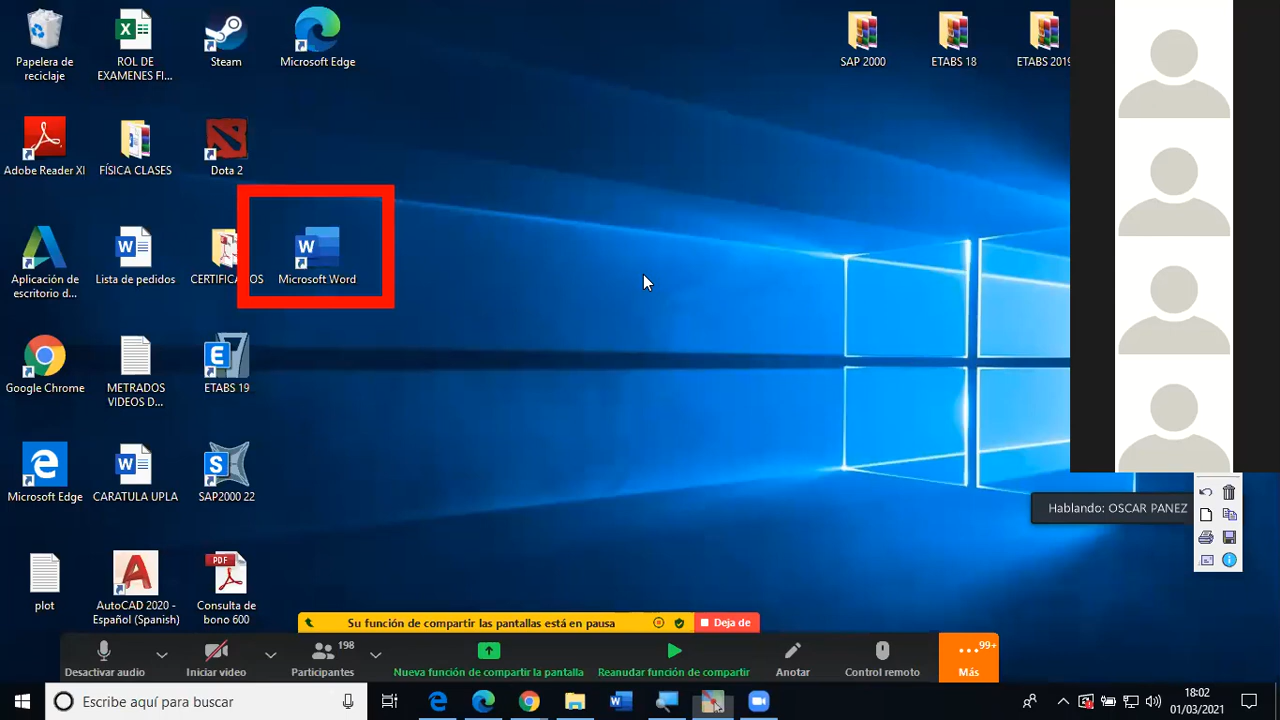 Papelera de
reciclaje
ROL DE
EXAMENES FI...
Steam
Microsoft Edge
SAP 2000
ETABS 18
ETABS 2019
Adobe Reader XI
FÍSICA CLASES
Dota 2
Aplicación de
escritorio d...
Lista de pedidos
Microsoft Word
Google Chrome
METRADOS
VIDEOS D...
ETABS 19
Microsoft Edge
CARATULA UPLA
SAP2000 22
plot
AutoCAD 2020 -
Español (Spanish)
PDF
Consulta de
bono 600
Hablando: OSCAR PANEZ
Su función de compartir las pantallas está en pausa
Deja de
198
99+
Desactivar audio
Iniciar video
Participantes
Nueva función de compartir la pantalla
Reanudar función de compartir
Anotar
Control remoto
Más
Escribe aquí para buscar
18:02
01/03/2021